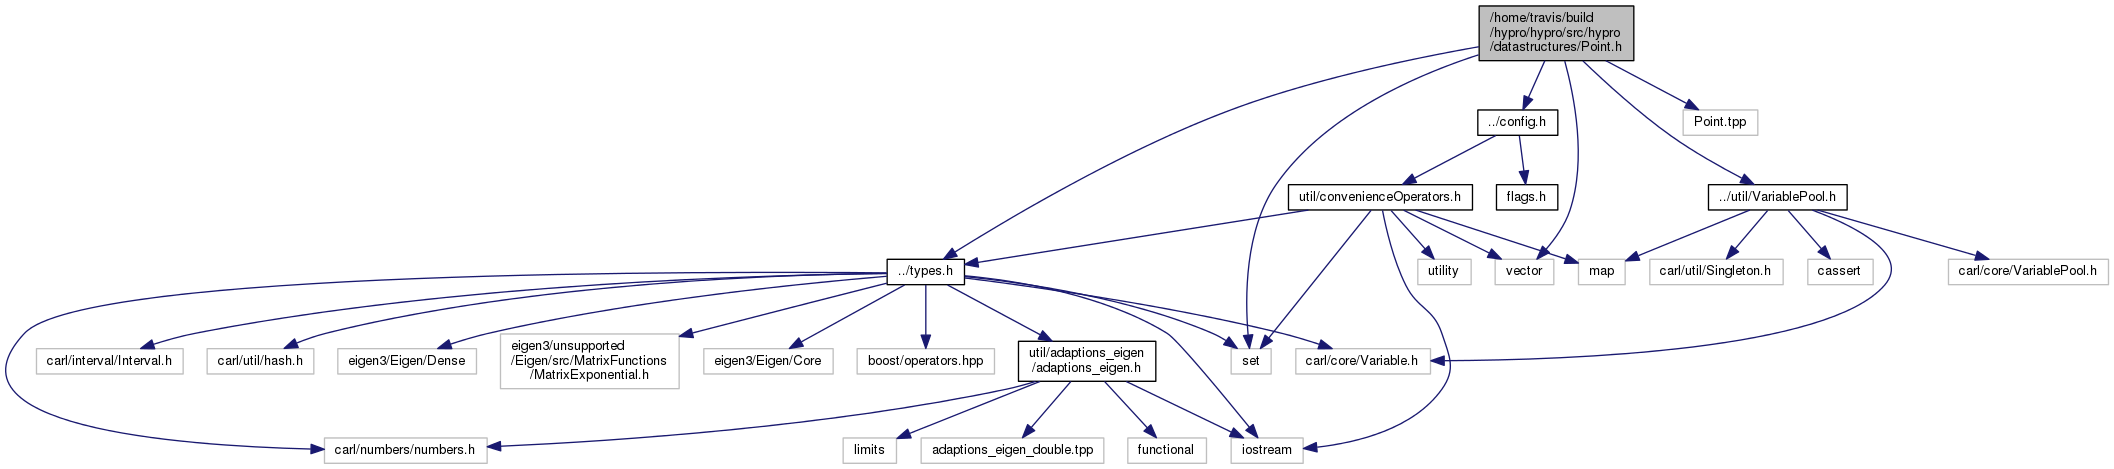 /home/travis/build
/hypro/hypro/src/hypro
/datastructures/Point.h
../config.h
Point.tpp
util/convenienceOperators.h
flags.h
../util/VariablePool.h
../types.h
utility
vector
map
carl/util/Singleton.h
cassert
carl/core/VariablePool.h
carl/interval/Interval.h
carl/util/hash.h
eigen3/Eigen/Dense
eigen3/unsupported
/Eigen/src/MatrixFunctions
/MatrixExponential.h
eigen3/Eigen/Core
boost/operators.hpp
util/adaptions_eigen
/adaptions_eigen.h
set
carl/core/Variable.h
carl/numbers/numbers.h
limits
adaptions_eigen_double.tpp
functional
iostream